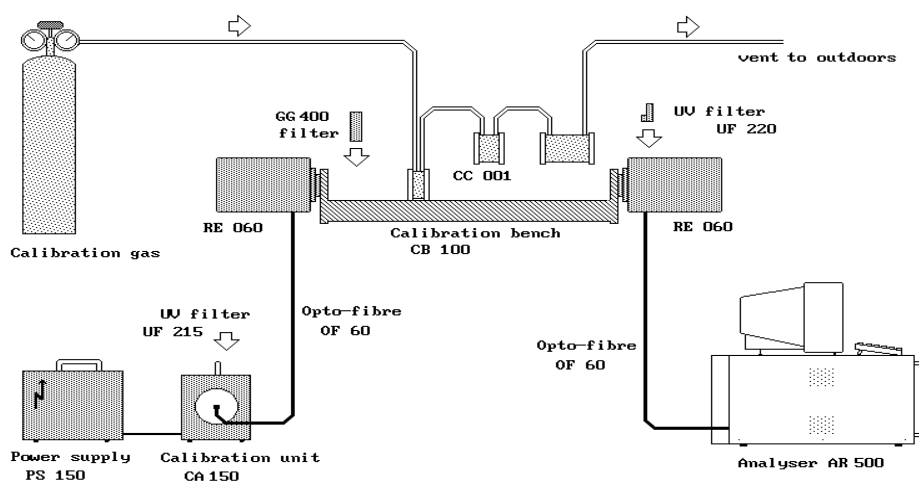 vent to outdoors
GG 400
filter
UV filter
UF 220
CC 001
RE 060
RE 060
Calibration bench
CB 100
Calibration gas
UV filter
UF 215
Opto-fibre
OF 60
Opto-fibre
OF 60
Power supply
PS 150
Calibration unit
CA 150
Analyser AR 500